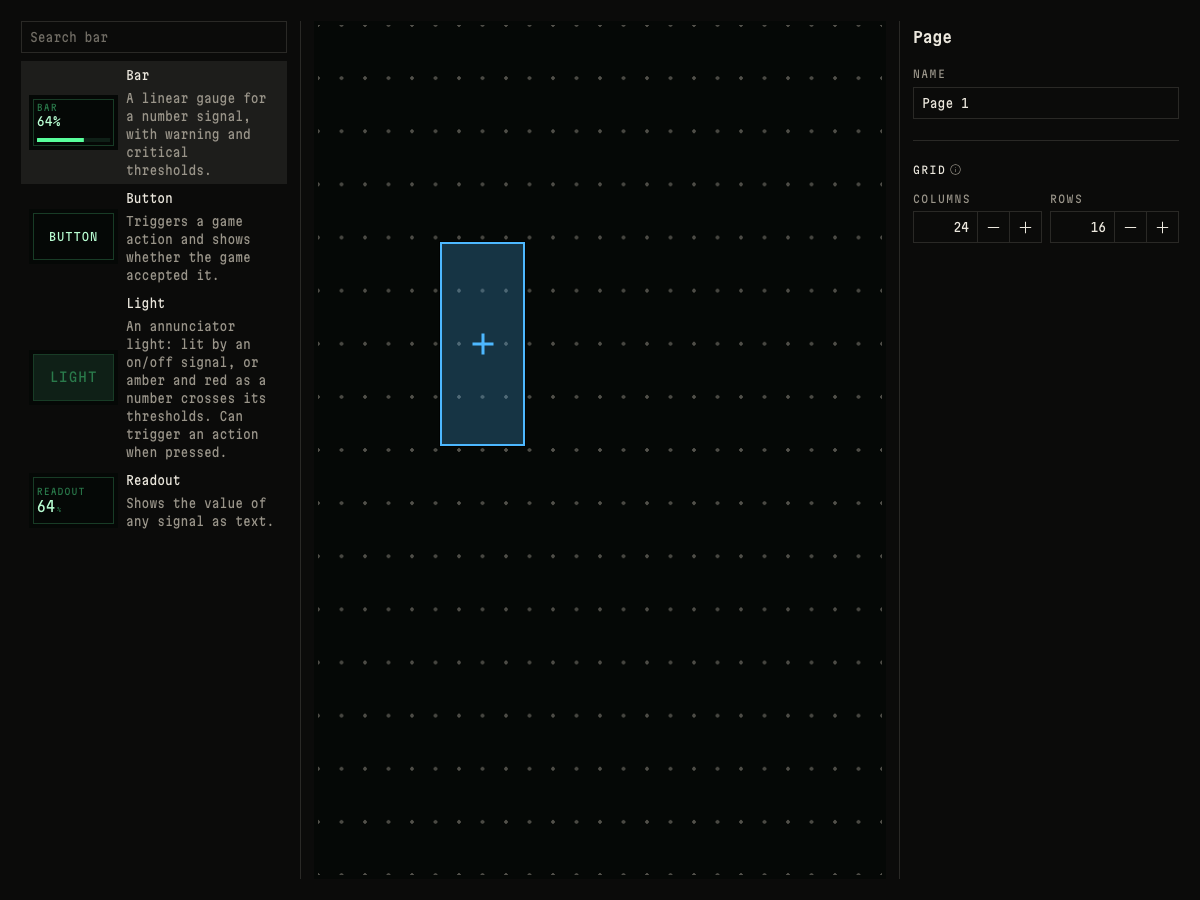 Search bar
Bar
A linear gauge for
a number signal,
with warning and
critical
thresholds.
BAR
64%
Button
Triggers a game
action and shows
whether the game
accepted it.
BUTTON
Light
An annunciator
light: lit by an
on/off signal, or
amber and red as a
number crosses its
thresholds. Can
trigger an action
when pressed.
LIGHT
Readout
Shows the value of
any signal as text.
READOUT
64%
Page
NAME
Page 1
GRID
COLUMNS
ROWS
24
16